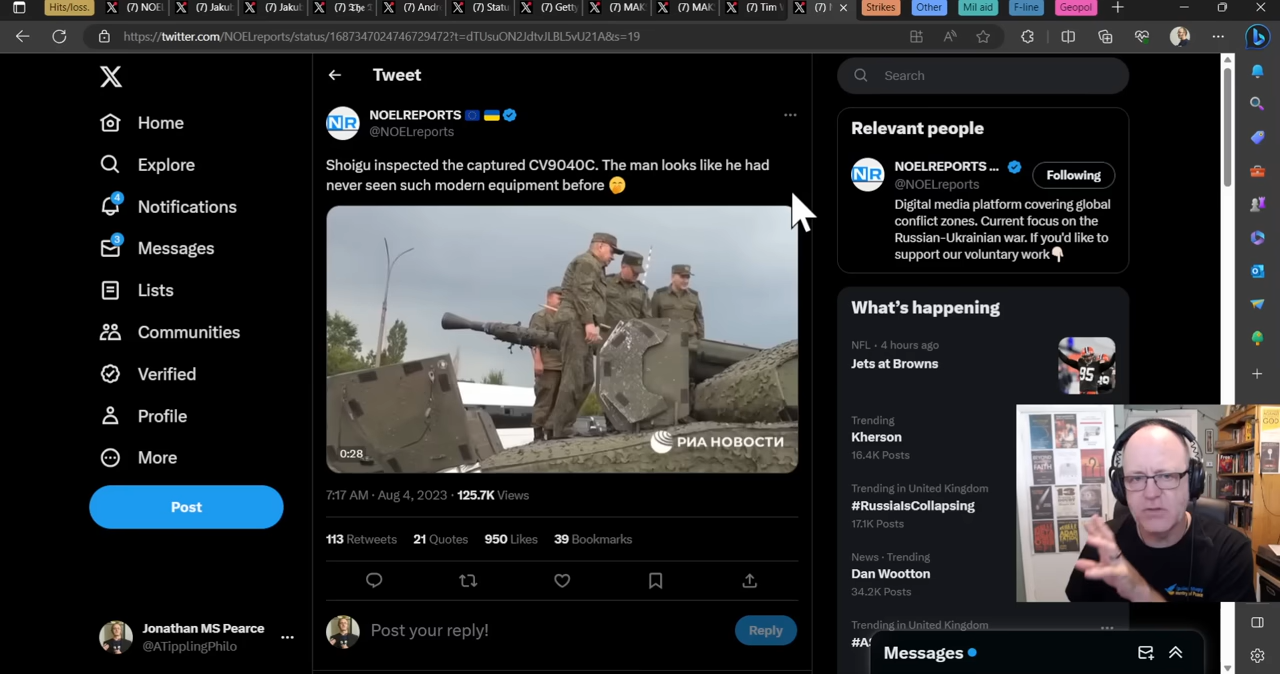 Hits/loss.
(7) NOEL
(7) Jakub
(7) Jakub
(7) Andr
(7) Statu
(7) Getty
(7) MAK
(7) MAK
(7) Tim
Strikes
Other
Mil aid
F-line
Geopol
https://twitter.com/NOELreports/status/1687347024746729472?t=dTUsuON2JdtvJLBL5vU21A&s=19
Home
Explore
4
Notifications
3
Messages
Lists
Communities
Verified
Profile
More
Post
Jonathan MS Pearce
@ATipplingPhilo
Tweet
NR
NOELREPORTS
@NOELreports
Shoigu inspected the captured CV9040C. The man looks like he had
never seen such modern equipment before
РИА НОВОСТИ
0:28
7:17 AM · Aug 4, 2023 · 125.7K Views
113 Retweets 21 Quotes 950 Likes 39 Bookmarks
Post your reply!
Reply
Search
Relevant people
NR
NOELREPORTS ...
@NOELreports
Following
Digital media platform covering global
conflict zones. Current focus on the
Russian-Ukrainian war. If you'd like to
support our voluntary work
What's happening
NFL · 4 hours ago
Jets at Browns
Trending
Kherson
16.4K Posts
Trending in United Kingdom
#RussiaIsCollapsing
17.1K Posts
News · Trending
Dan Wootton
34.2K Posts
Trending in United Kingdom
Messages